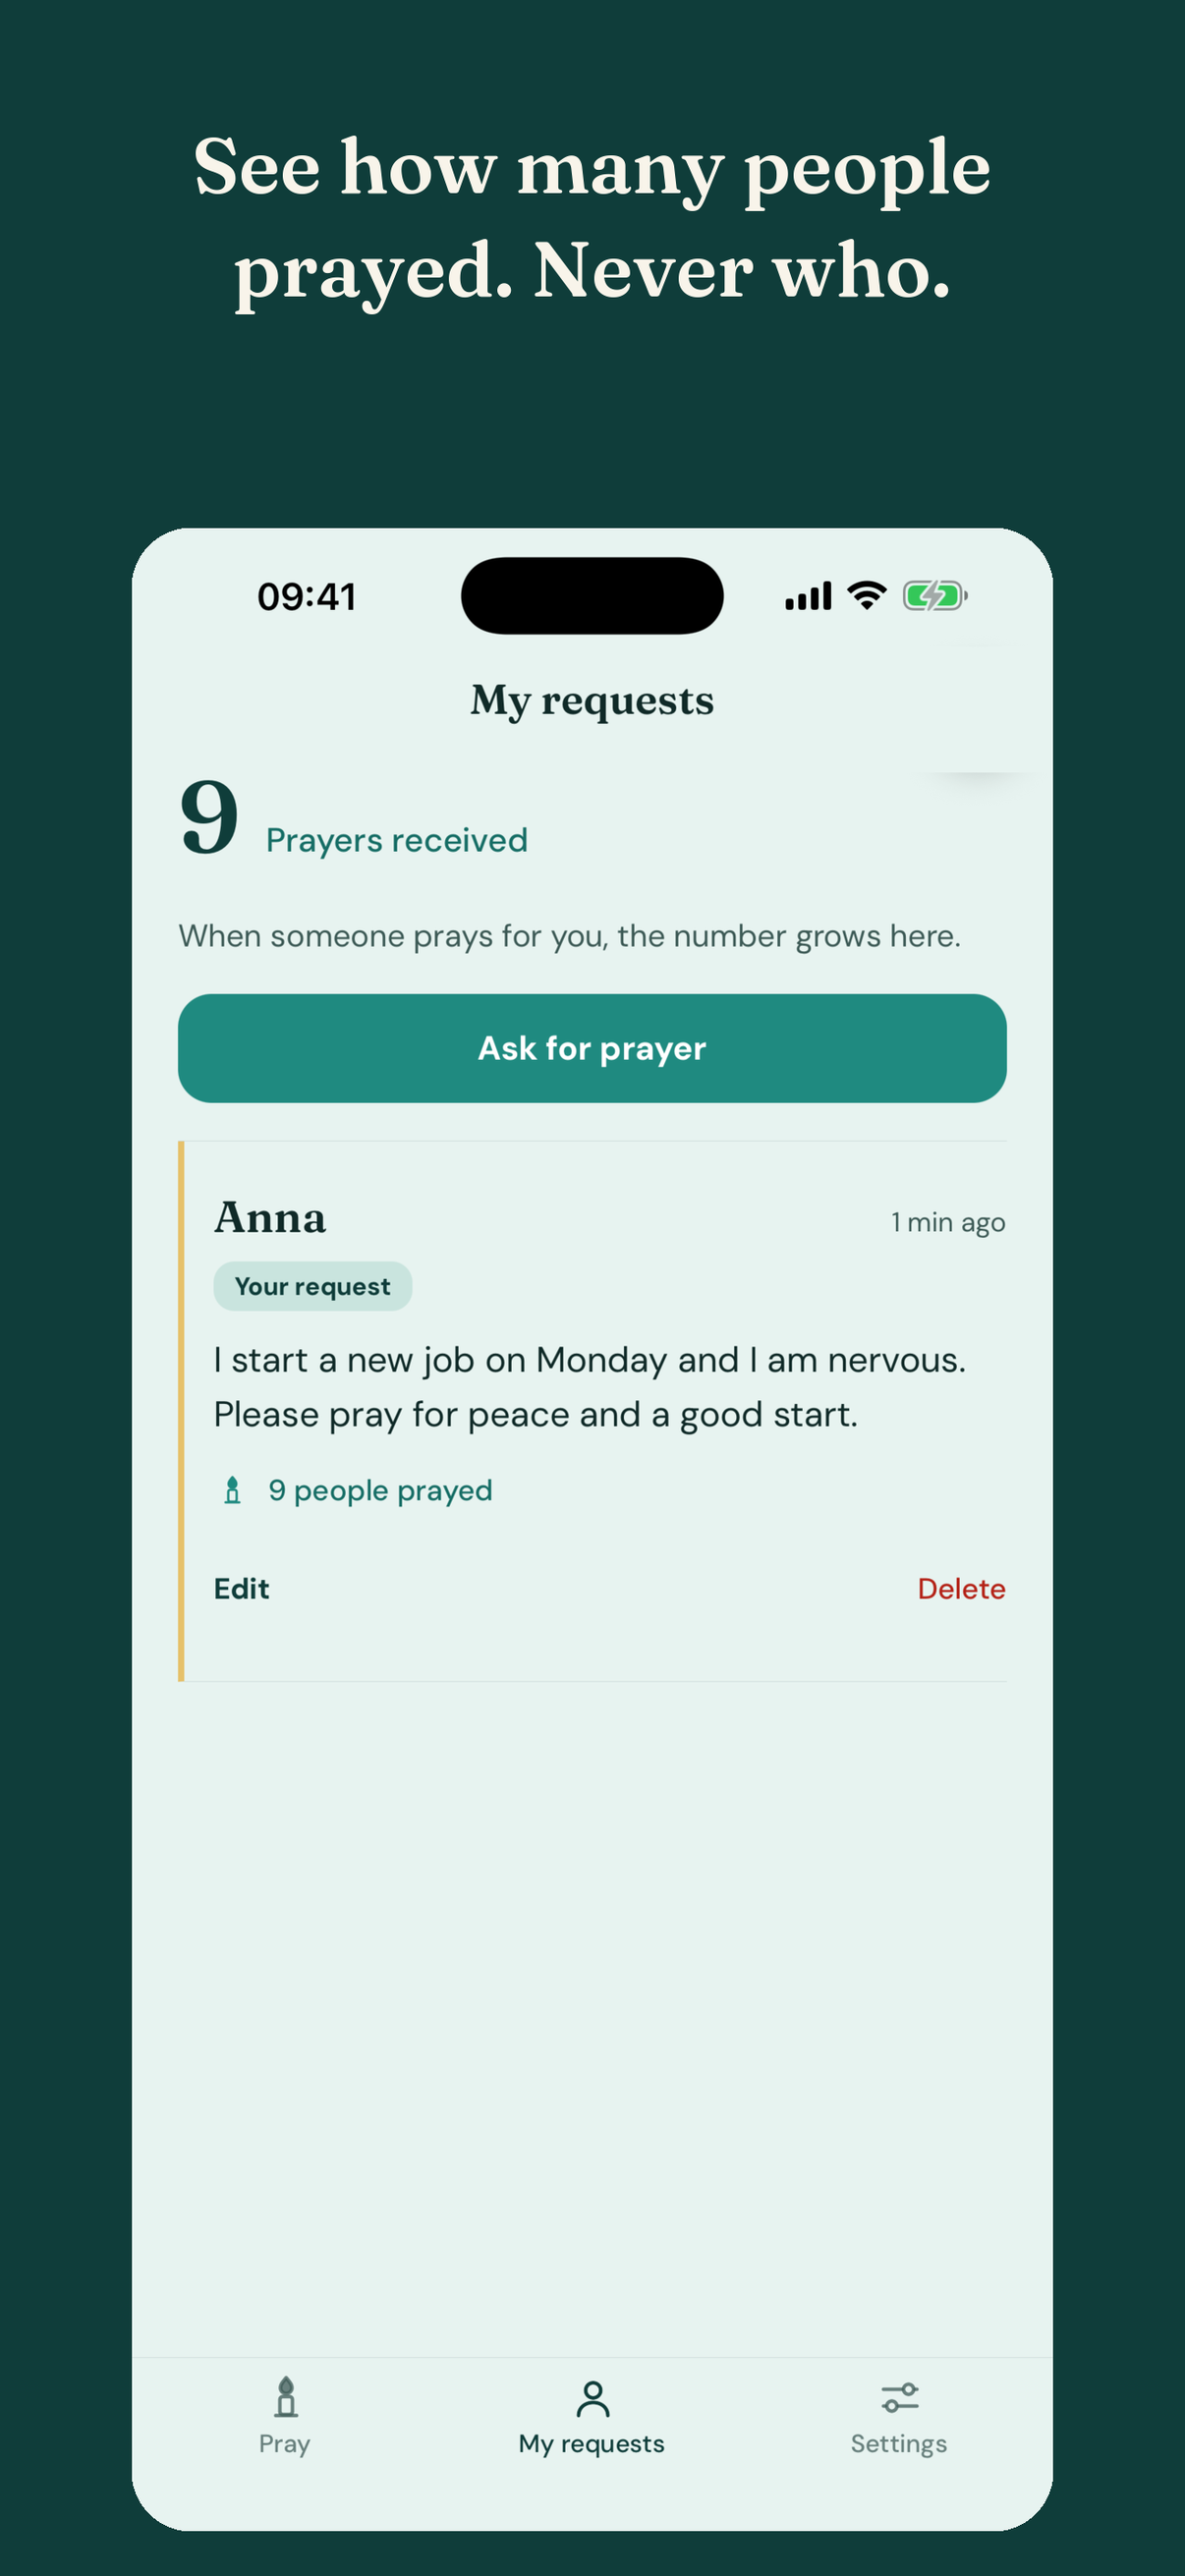 See how many people
prayed. Never who.
09:41
My requests
9 Prayers received
When someone prays for you, the number grows here.
Ask for prayer
Anna 1 min ago
Your request
I start a new job on Monday and I am nervous.
Please pray for peace and a good start.
9 people prayed
Edit Delete
Pray My requests Settings